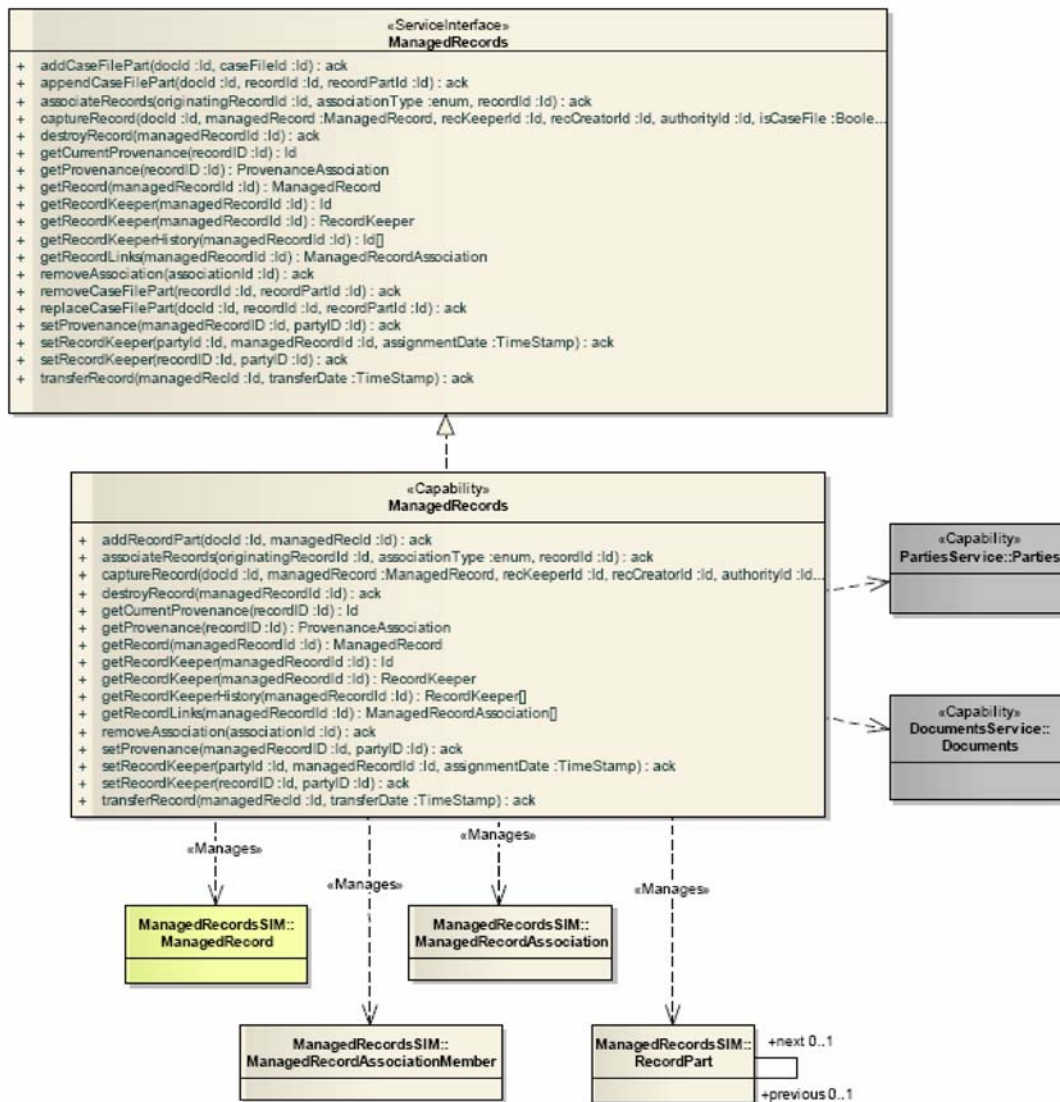 «ServiceInterface»
ManagedRecords
+ addCaseFilePart(docId :Id, caseFileId :Id) : ack
+ appendCaseFilePart(docId :Id, recordId :Id, recordPartId :Id) : ack
+ associateRecords(originatingRecordId :Id, associationType :enum, recordId :Id) : ack
+ captureRecord(docId :Id, managedRecord :ManagedRecord, recKeeperId :Id, recCreatorId :Id, authorityId :Id, isCaseFile :Boole...
+ destroyRecord(managedRecordId :Id) : ack
+ getCurrentProvenance(recordID :Id) : Id
+ getProvenance(recordID :Id) : ProvenanceAssociation
+ getRecord(managedRecordId :Id) : ManagedRecord
+ getRecordKeeper(managedRecordId :Id) : Id
+ getRecordKeeper(managedRecordId :Id) : RecordKeeper
+ getRecordKeeperHistory(managedRecordId :Id) : Id[]
+ getRecordLinks(managedRecordId :Id) : ManagedRecordAssociation
+ removeAssociation(associationId :Id) : ack
+ removeCaseFilePart(recordId :Id, recordPartId :Id) : ack
+ replaceCaseFilePart(docId :Id, recordId :Id, recordPartId :Id) : ack
+ setProvenance(managedRecordID :Id, partyID :Id) : ack
+ setRecordKeeper(partyId :Id, managedRecordId :Id, assignmentDate :TimeStamp) : ack
+ setRecordKeeper(recordID :Id, partyID :Id) : ack
+ transferRecord(managedRecId :Id, transferDate :TimeStamp) : ack
«Capability»
ManagedRecords
+ addRecordPart(docId :Id, managedRecId :Id) : ack
+ associateRecords(originatingRecordId :Id, associationType :enum, recordId :Id) : ack
+ captureRecord(docId :Id, managedRecord :ManagedRecord, recKeeperId :Id, recCreatorId :Id, authorityId :Id...
+ destroyRecord(managedRecordId :Id) : ack
+ getCurrentProvenance(recordID :Id) : Id
+ getProvenance(recordID :Id) : ProvenanceAssociation
+ getRecord(managedRecordId :Id) : ManagedRecord
+ getRecordKeeper(managedRecordId :Id) : Id
+ getRecordKeeper(managedRecordId :Id) : RecordKeeper
+ getRecordKeeperHistory(managedRecordId :Id) : RecordKeeper[]
+ getRecordLinks(managedRecordId :Id) : ManagedRecordAssociation[]
+ removeAssociation(associationId :Id) : ack
+ setProvenance(managedRecordID :Id, partyID :Id) : ack
+ setRecordKeeper(partyId :Id, managedRecordId :Id, assignmentDate :TimeStamp) : ack
+ setRecordKeeper(recordID :Id, partyID :Id) : ack
+ transferRecord(managedRecId :Id, transferDate :TimeStamp) : ack
«Capability»
PartiesService::Parties
«Capability»
DocumentsService::
Documents
«Manages»
«Manages»
«Manages»
«Manages»
ManagedRecordsSIM::
ManagedRecord
ManagedRecordsSIM::
ManagedRecordAssociation
ManagedRecordsSIM::
ManagedRecordAssociationMember
ManagedRecordsSIM::
RecordPart
+next 0..1
+previous 0..1